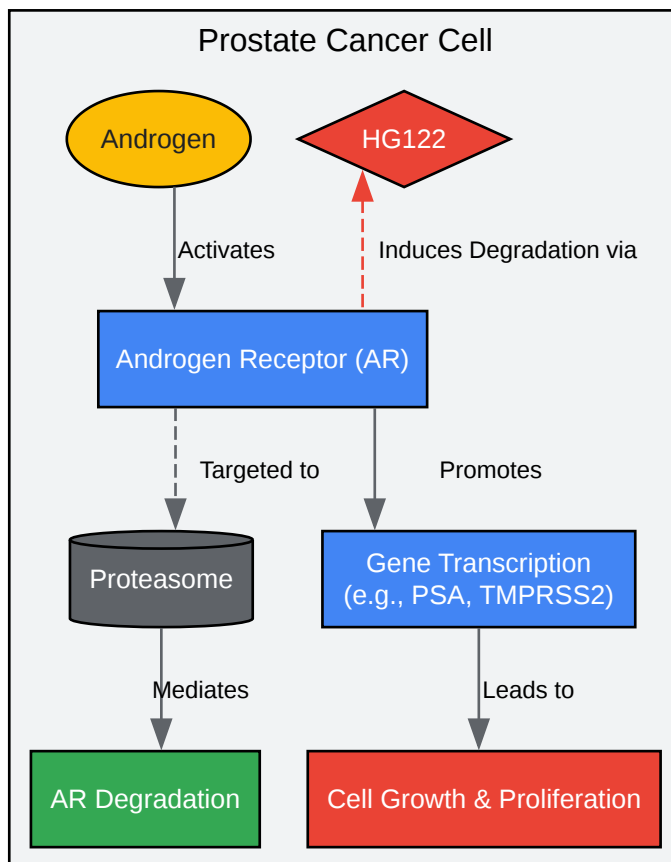 Prostate Cancer Cell
Androgen
HG122
Activates
Induces Degradation via
Androgen Receptor (AR)
Targeted to
Promotes
Proteasome
Gene Transcription
(e.g., PSA, TMPRSS2)
Mediates
Leads to
AR Degradation
Cell Growth & Proliferation